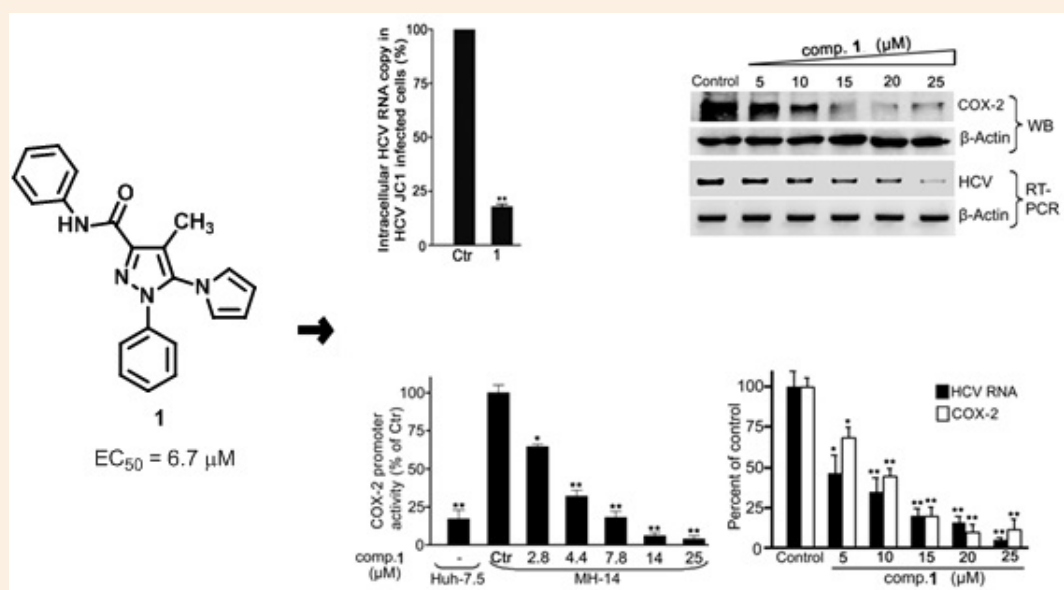 O
HN
CH₃
N
N
N
1
EC₅₀ = 6.7 µM
Intracellular HCV RNA copy in
HCV JC1 infected cells (%)
100
75
25
0
**
Ctr 1
comp. 1 (µM)
Control 5 10 15 20 25
COX-2
β-Actin
WB
HCV
β-Actin
RT-
PCR
COX-2 promoter
activity (% of Ctr)
100
75
50
25
0
** * ** ** ** **
comp.1
(µM)
- Ctr 2.8 4.4 7.8 14 25
Huh-7.5 MH-14
Percent of control
100
75
50
25
0
HCV RNA
COX-2
* * ** ** ** ** ** ** ** **
Control 5 10 15 20 25
comp.1 (µM)